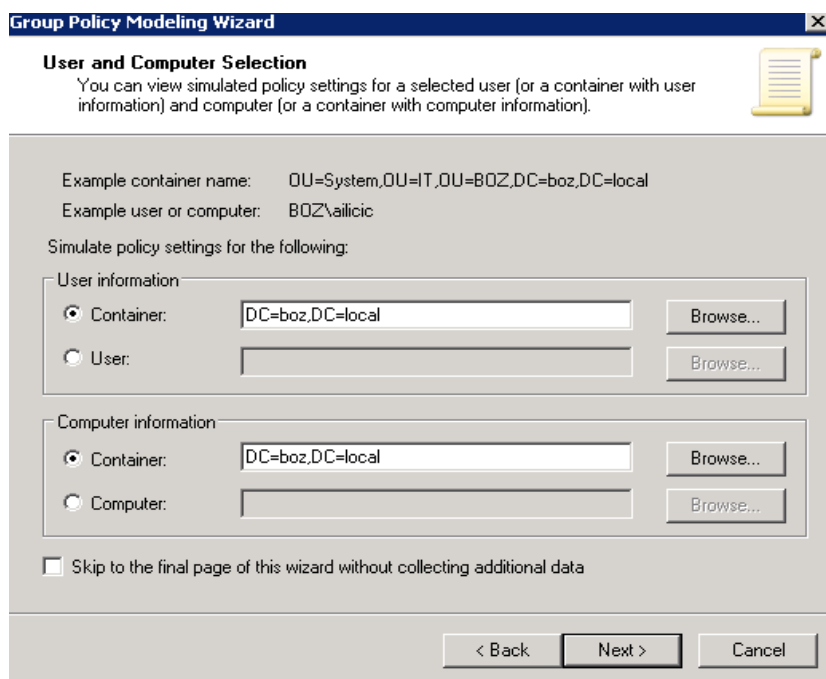 Group Policy Modeling Wizard
User and Computer Selection
You can view simulated policy settings for a selected user (or a container with user
information) and computer (or a container with computer information).
Example container name: OU=System,OU=IT,OU=BOZ,DC=boz,DC=local
Example user or computer: BOZ\ailicic
Simulate policy settings for the following:
User information
Container: DC=boz,DC=local Browse...
User: Browse...
Computer information
Container: DC=boz,DC=local Browse...
Computer: Browse...
Skip to the final page of this wizard without collecting additional data
< Back Next > Cancel